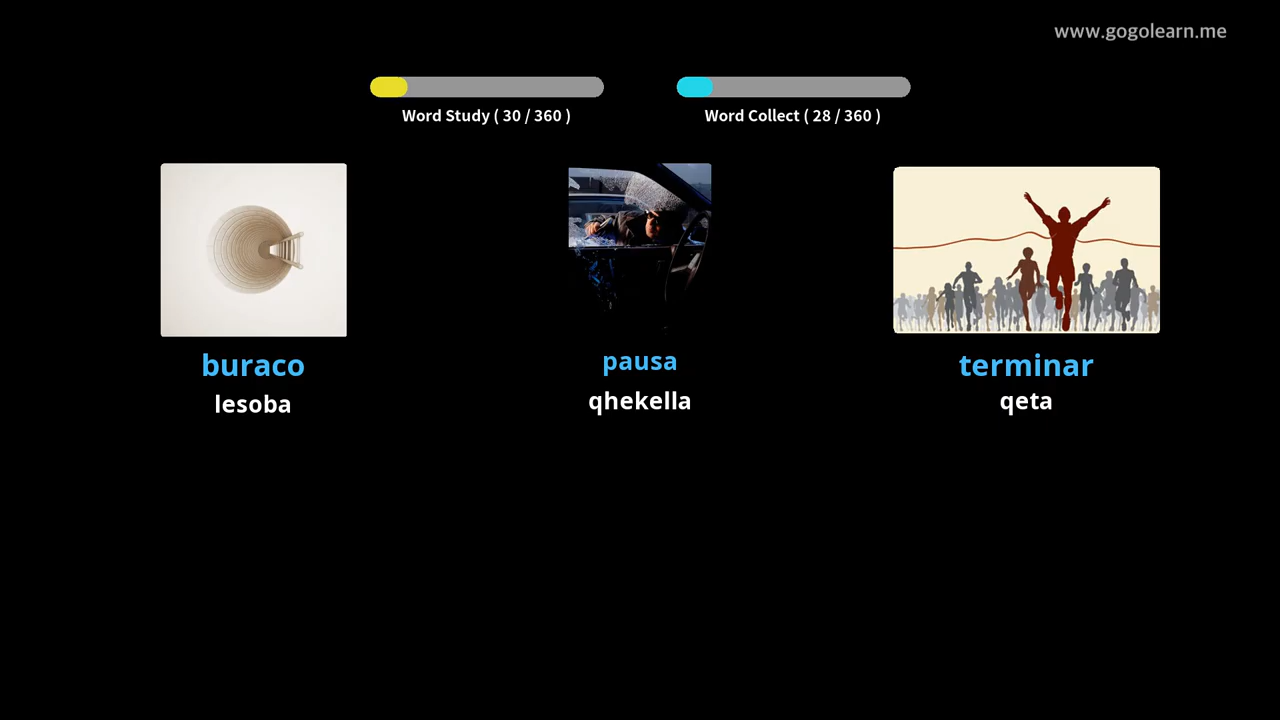 www.gogolearn.me
Word Study ( 30 / 360 )
Word Collect ( 28 / 360 )
buraco
lesoba
pausa
qhekella
terminar
qeta